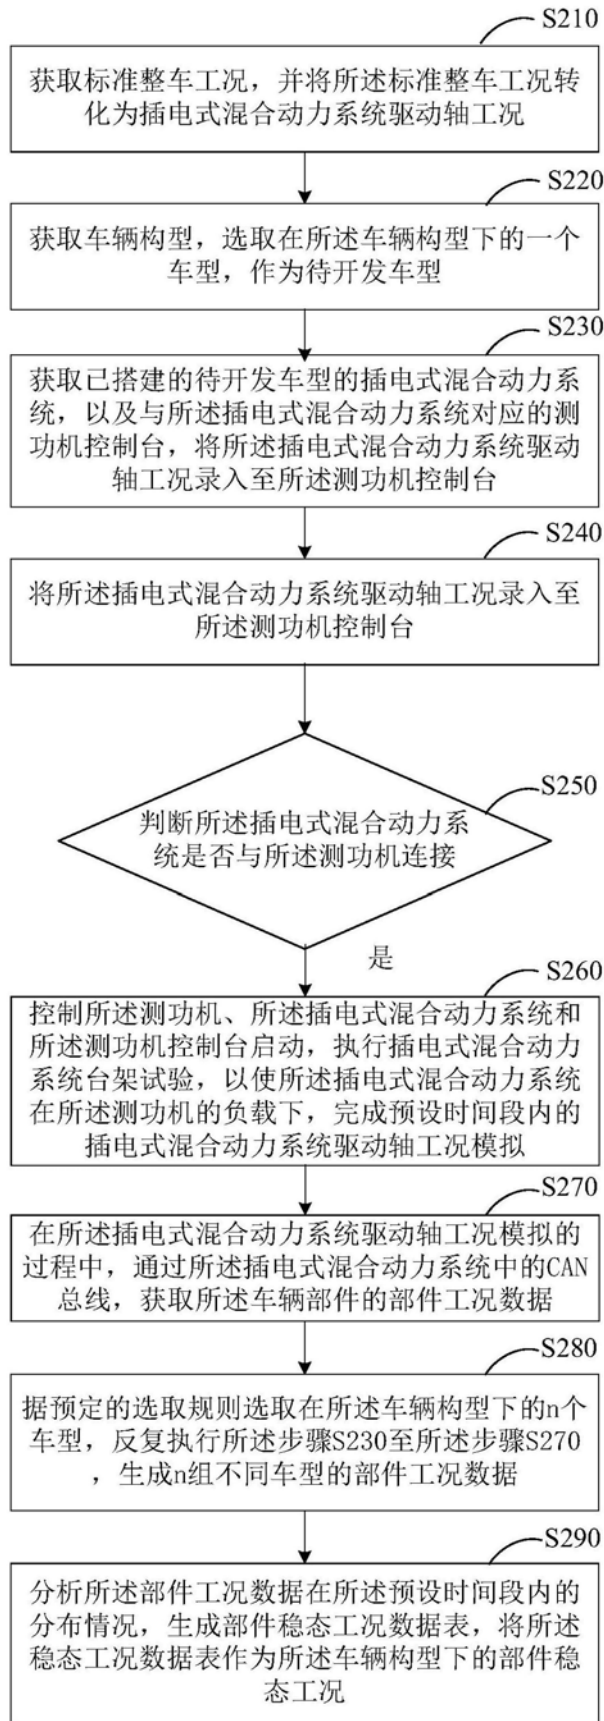 S210
获取标准整车工况，并将所述标准整车工况转
化为插电式混合动力系统驱动轴工况
S220
获取车辆构型，选取在所述车辆构型下的一个
车型，作为待开发车型
S230
获取已搭建的待开发车型的插电式混合动力系
统，以及与所述插电式混合动力系统对应的测
功机控制台，将所述插电式混合动力系统驱动
轴工况录入至所述测功机控制台
S240
将所述插电式混合动力系统驱动轴工况录入至
所述测功机控制台
S250
判断所述插电式混合动力系
统是否与所述测功机连接
是
S260
控制所述测功机、所述插电式混合动力系统和
所述测功机控制台启动，执行插电式混合动力
系统台架试验，以使所述插电式混合动力系统
在所述测功机的负载下，完成预设时间段内的
插电式混合动力系统驱动轴工况模拟
S270
在所述插电式混合动力系统驱动轴工况模拟的
过程中，通过所述插电式混合动力系统中的CAN
总线，获取所述车辆部件的部件工况数据
S280
据预定的选取规则选取在所述车辆构型下的n个
车型，反复执行所述步骤S230至所述步骤S270
，生成n组不同车型的部件工况数据
S290
分析所述部件工况数据在所述预设时间段内的
分布情况，生成部件稳态工况数据表，将所述
稳态工况数据表作为所述车辆构型下的部件稳
态工况